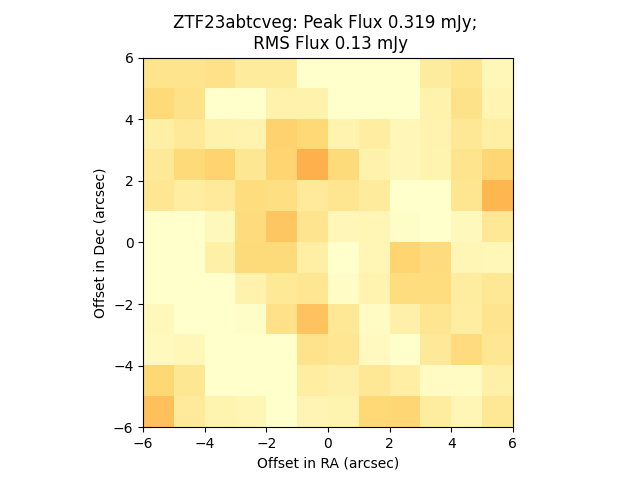 ZTF23abtcveg: Peak Flux 0.319 mJy;
RMS Flux 0.13 mJy
6
4
2
0
−2
−4
−6
Offset in Dec (arcsec)
−6 −4 −2 0 2 4 6
Offset in RA (arcsec)